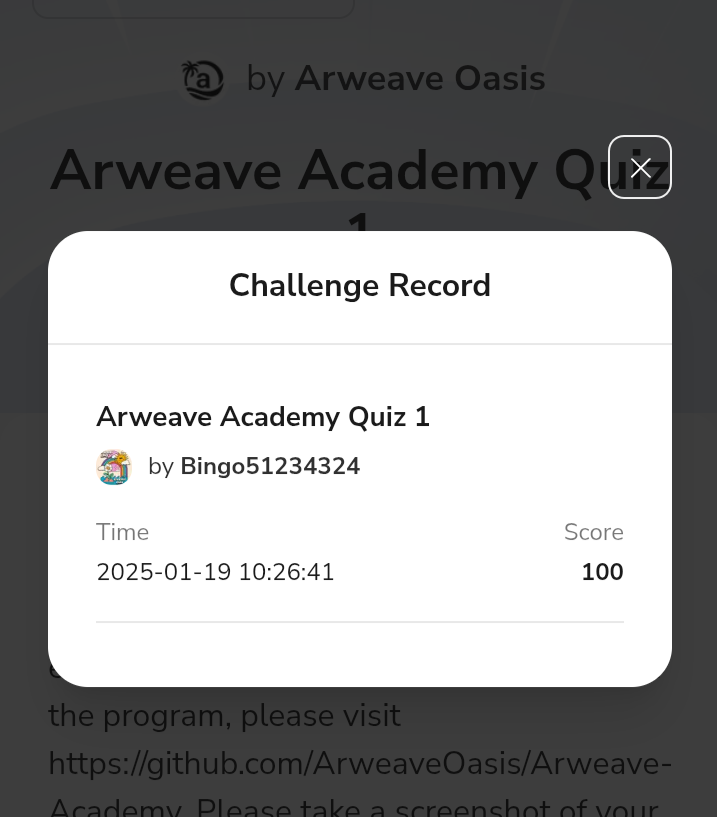 by Arweave Oasis
Arweave Academy Quiz
1
Challenge Record
Arweave Academy Quiz 1
by Bingo51234324
Time
Score
2025-01-19 10:26:41
100
the program, please visit
https://github.com/ArweaveOasis/Arweave-
Academy. Please take a screenshot of your